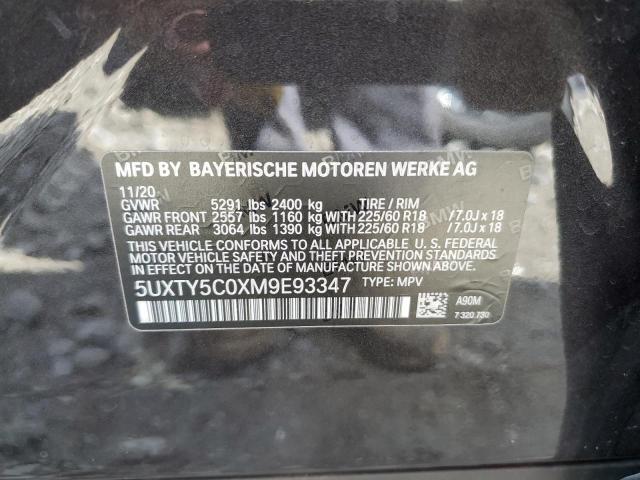 MFD BY BAYERISCHE MOTOREN WERKE AG
11/20
GVWR 5291 lbs 2400 kg TIRE / RIM
GAWR FRONT 2557 lbs 1160 kg WITH 225/60 R18 / 7.0J x 18
GAWR REAR 3064 lbs 1390 kg WITH 225/60 R18 / 7.0J x 18
THIS VEHICLE CONFORMS TO ALL APPLICABLE U. S. FEDERAL
MOTOR VEHICLE SAFETY AND THEFT PREVENTION
STANDARDS IN EFFECT ON THE DATE OF MANUFACTURE
SHOWN ABOVE.
5UXTY5C0XM9E93347 TYPE: MPV
A90M
7 320 730